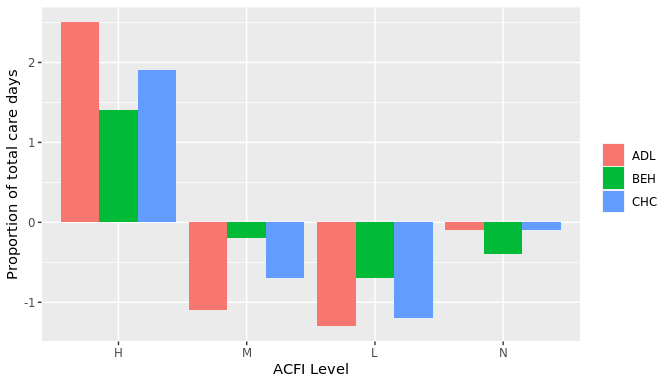 Proportion of total care days
2
1
0
-1
H
M
L
N
ACFI Level
ADL
BEH
CHC